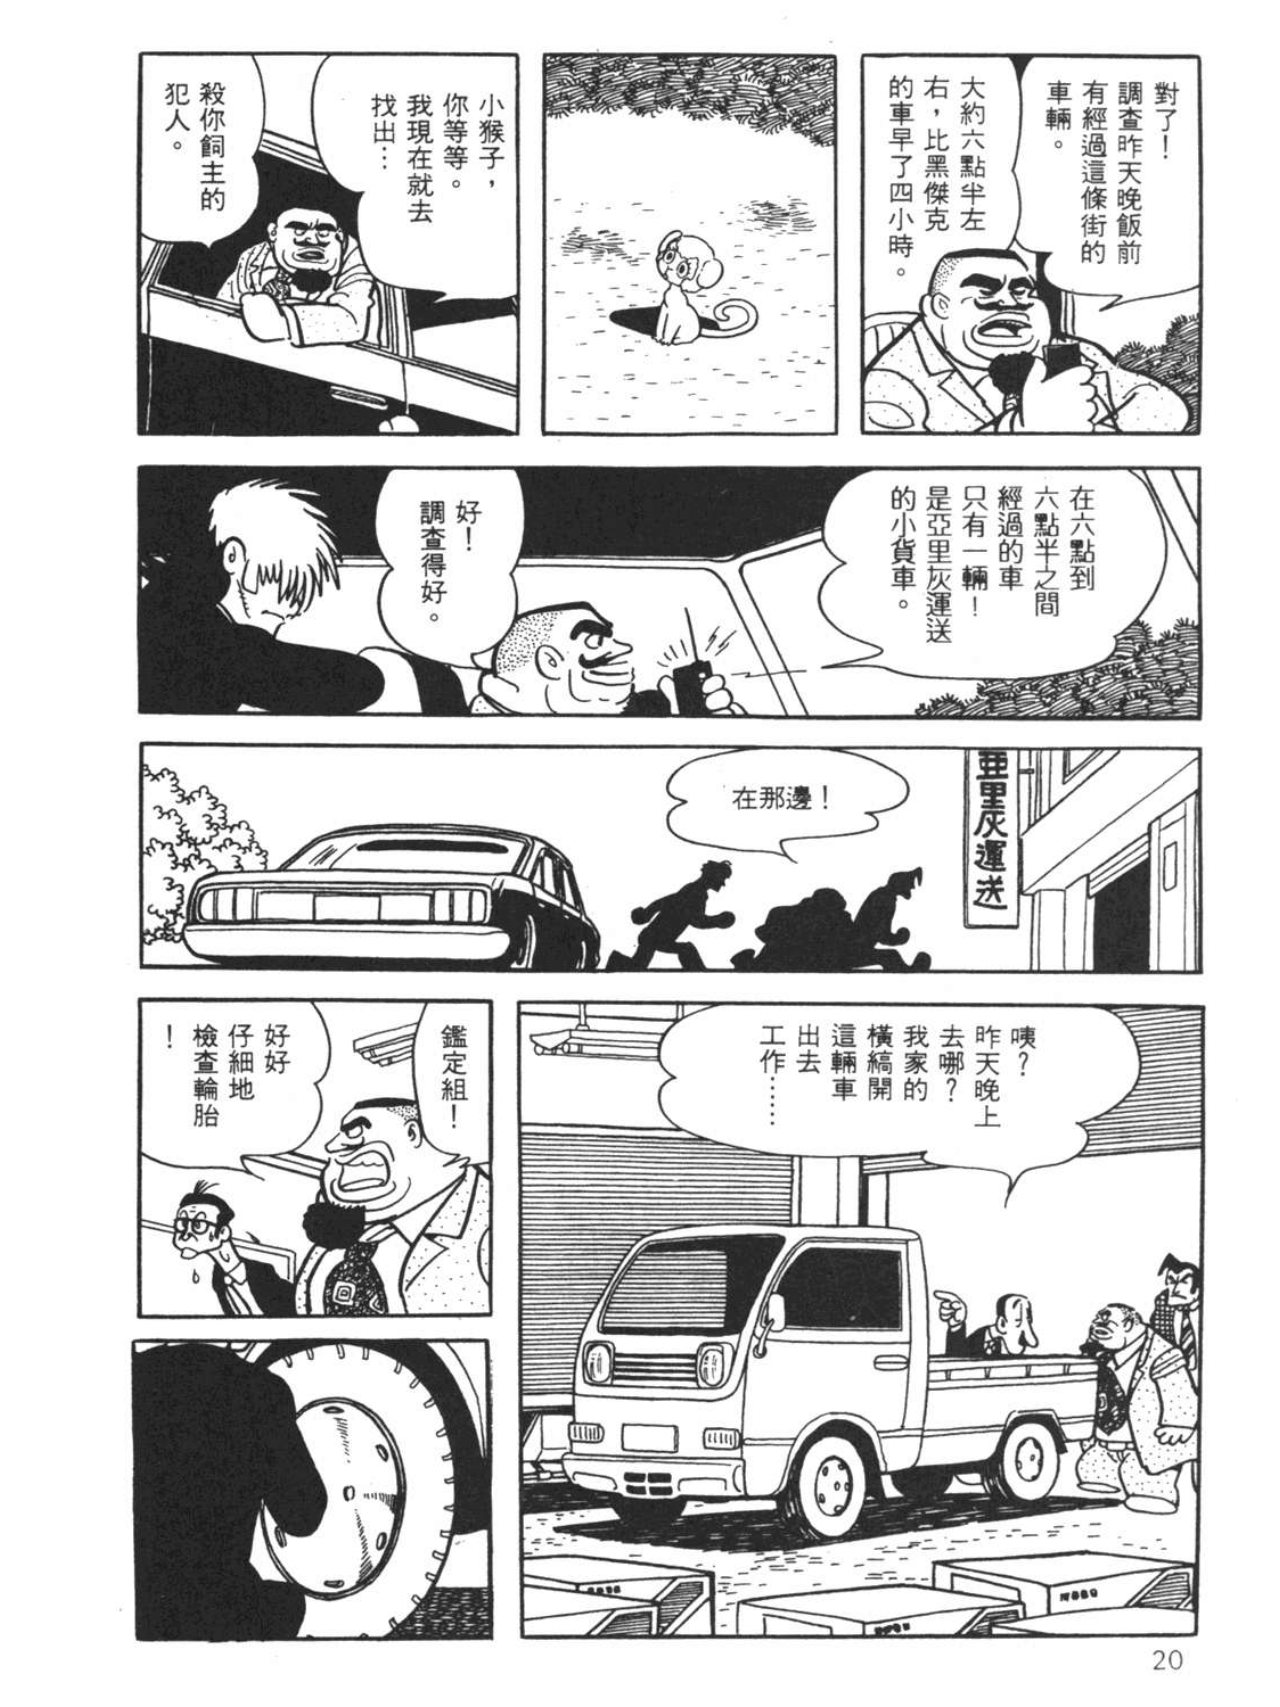 對了！
調查昨天晚飯前
有經過這條街的
車輛。
大約六點半左
右，比黑傑克
的車早了四小時。
小猴子，
你等等。
我現在就去
找出…
殺你飼主的
犯人。
在六點到
六點半之間
經過的車
只有一輛！
是亞里灰運送
的小貨車。
好！
調查得好。
亜里灰運送
在那邊！
咦？
昨天晚上
去哪？
我家的
橫縞開
這輛車
出去
工作……
鑑定組！
好好
仔細地
檢查輪胎
！
20